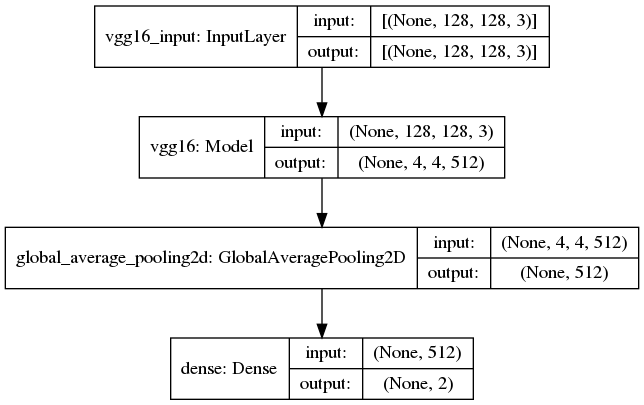 vgg16_input: InputLayer
input: [(None, 128, 128, 3)]
output: [(None, 128, 128, 3)]
vgg16: Model
input: (None, 128, 128, 3)
output: (None, 4, 4, 512)
global_average_pooling2d: GlobalAveragePooling2D
input: (None, 4, 4, 512)
output: (None, 512)
dense: Dense
input: (None, 512)
output: (None, 2)